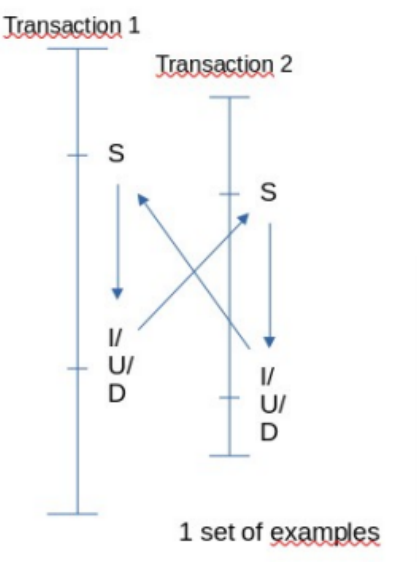 Transaction 1
Transaction 2
S
S
I/
U/
D
I/
U/
D
1 set of examples